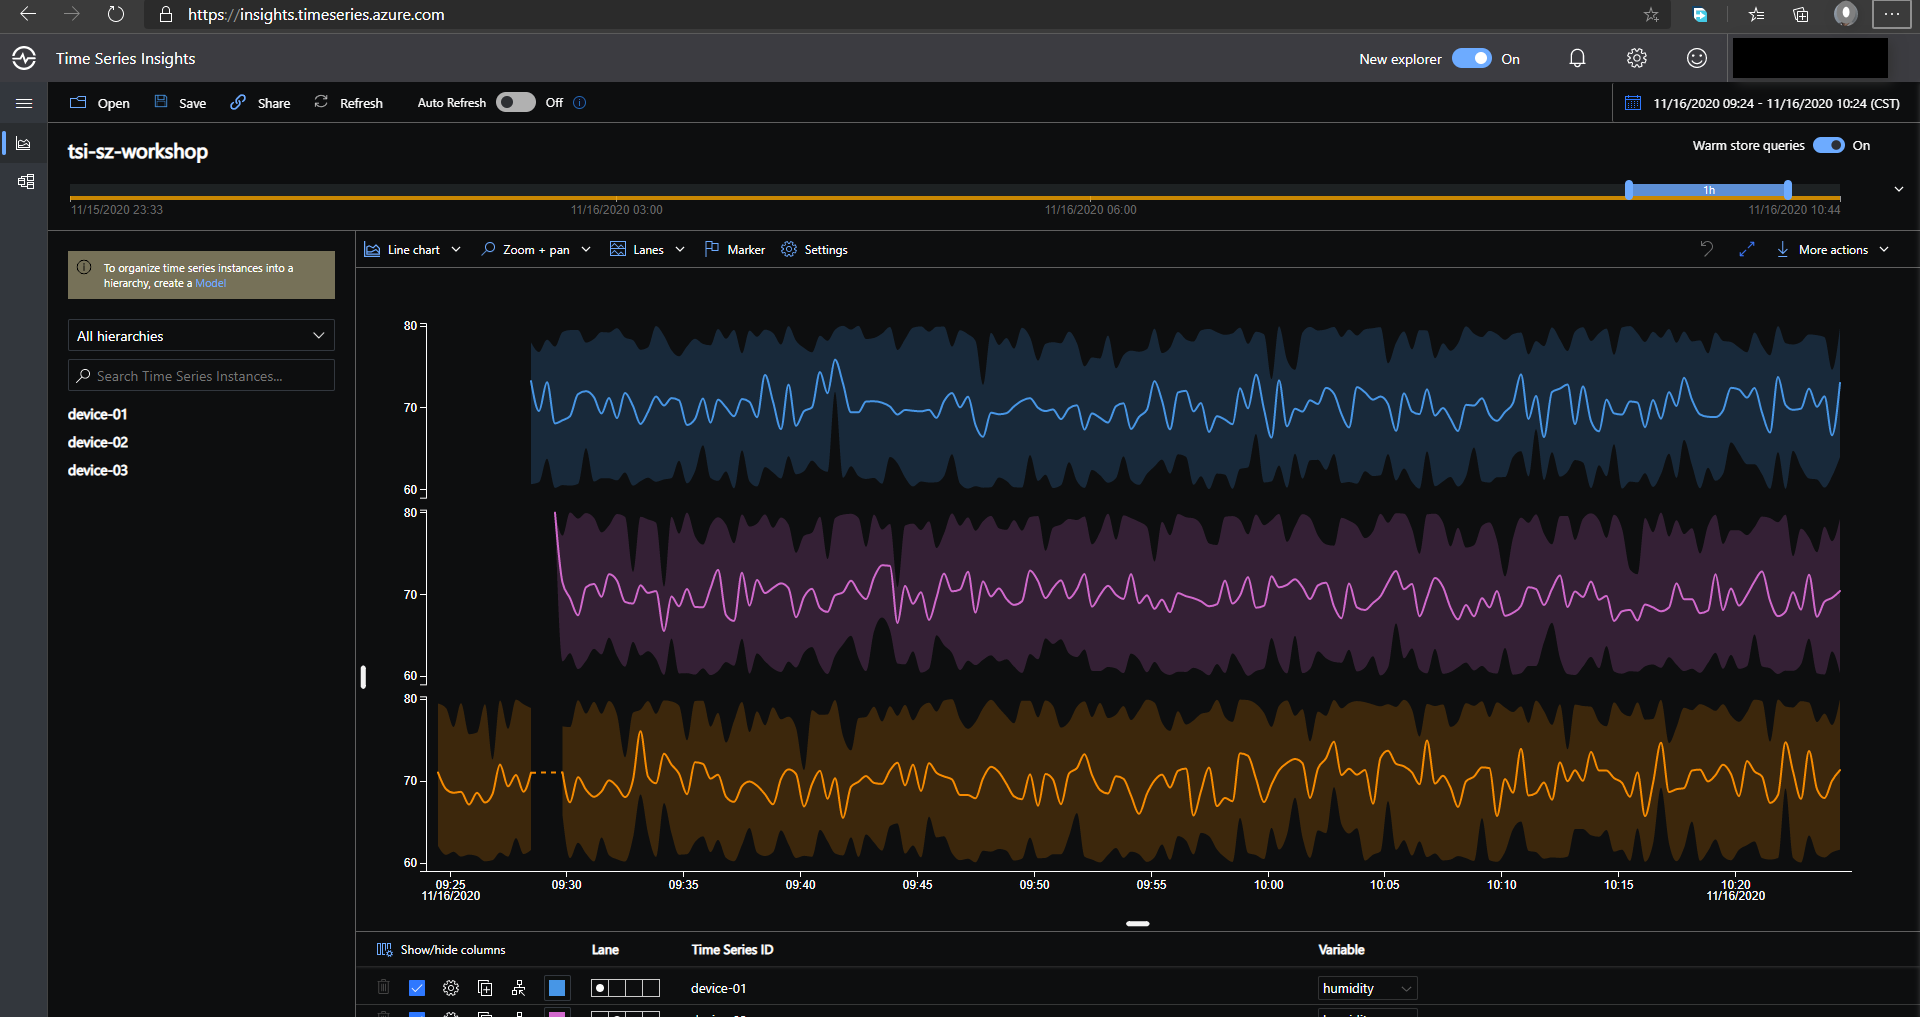 https://insights.timeseries.azure.com
Time Series Insights
New explorer On
Open Save Share Refresh Auto Refresh Off
11/16/2020 09:24 - 11/16/2020 10:24 (CST)
tsi-sz-workshop
Warm store queries On
1h
11/15/2020 23:33 11/16/2020 03:00 11/16/2020 06:00 11/16/2020 10:44
To organize time series instances into a
hierarchy, create a Model
All hierarchies
Search Time Series Instances...
device-01
device-02
device-03
Line chart Zoom + pan Lanes Marker Settings More actions
80
70
60
80
70
60
80
70
60
09:25 09:30 09:35 09:40 09:45 09:50 09:55 10:00 10:05 10:10 10:15 10:20
11/16/2020 11/16/2020
Show/hide columns Lane Time Series ID Variable
device-01 humidity